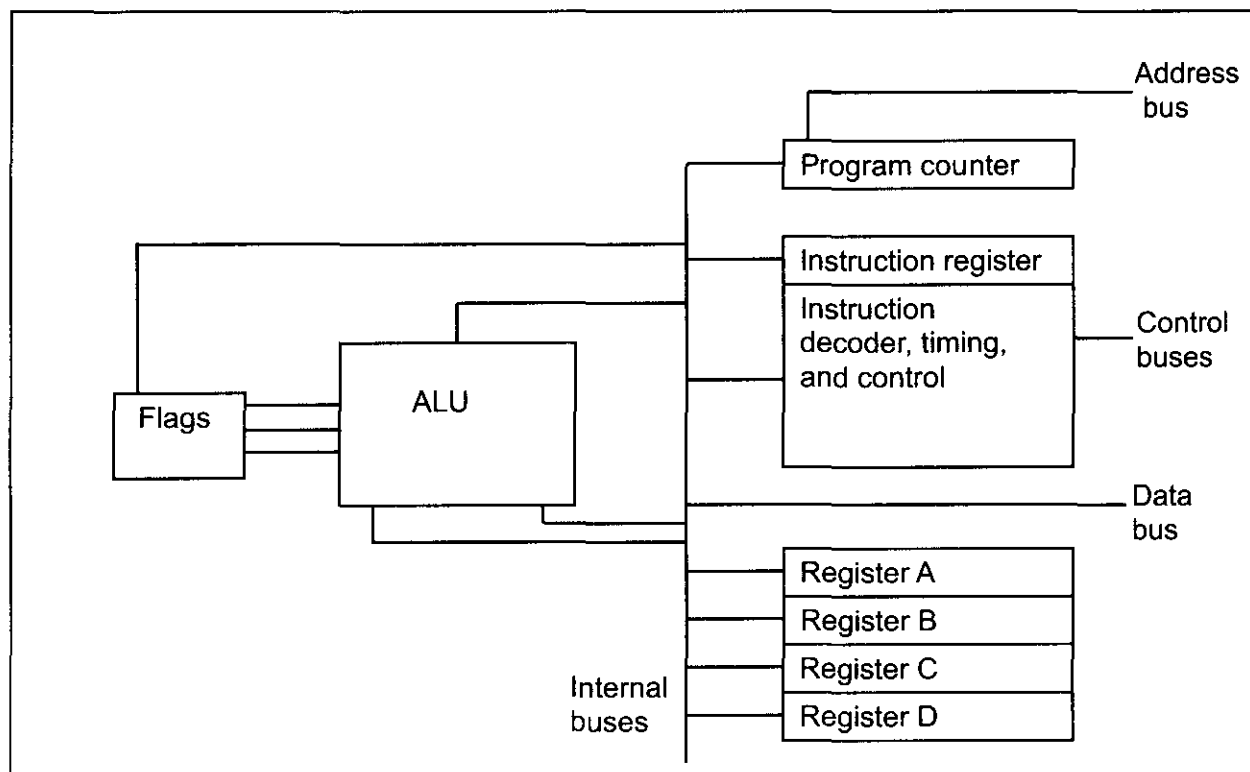 Address
bus
Program counter
Instruction register
Instruction
decoder, timing,
and control
Control
buses
Flags
ALU
Data
bus
Register A
Register B
Register C
Register D
Internal
buses